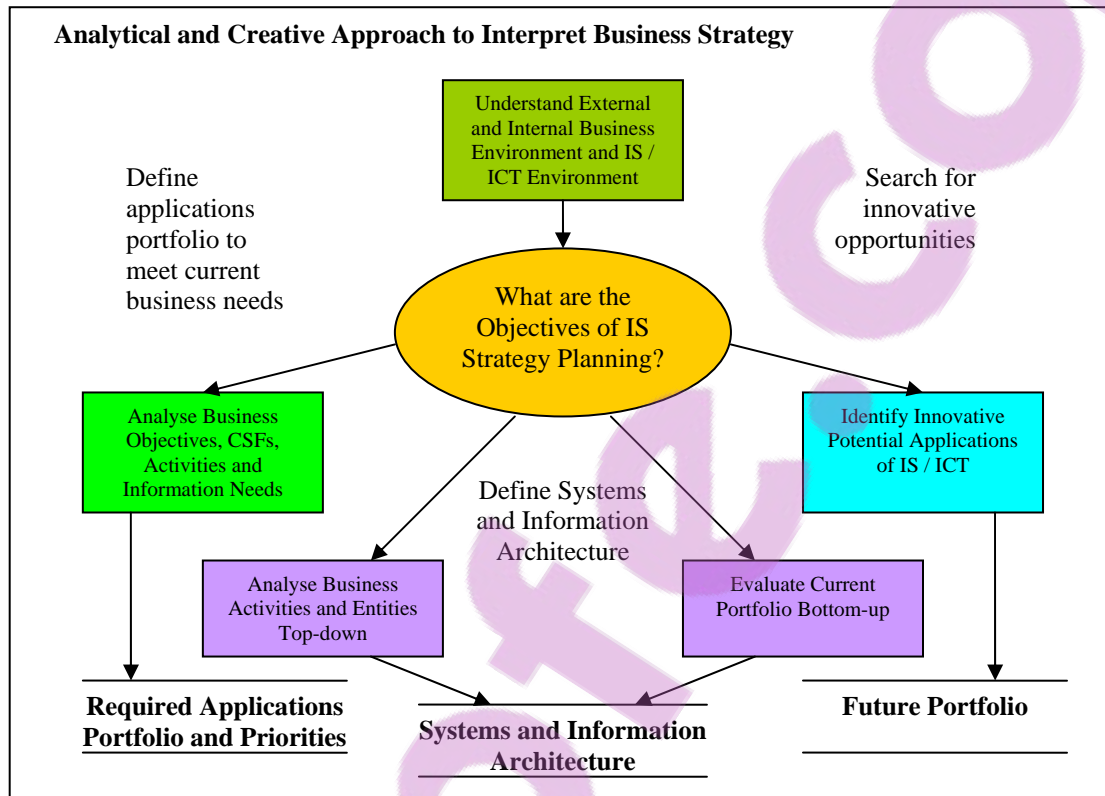 Analytical and Creative Approach to Interpret Business Strategy
Understand External
and Internal Business
Environment and IS /
ICT Environment
Define
applications
portfolio to
meet current
business needs
Search for
innovative
opportunities
What are the
Objectives of IS
Strategy Planning?
Analyse Business
Objectives, CSFs,
Activities and
Information Needs
Identify Innovative
Potential Applications
of IS / ICT
Define Systems
and Information
Architecture
Analyse Business
Activities and Entities
Top-down
Evaluate Current
Portfolio Bottom-up
Required Applications
Portfolio and Priorities
Systems and Information
Architecture
Future Portfolio